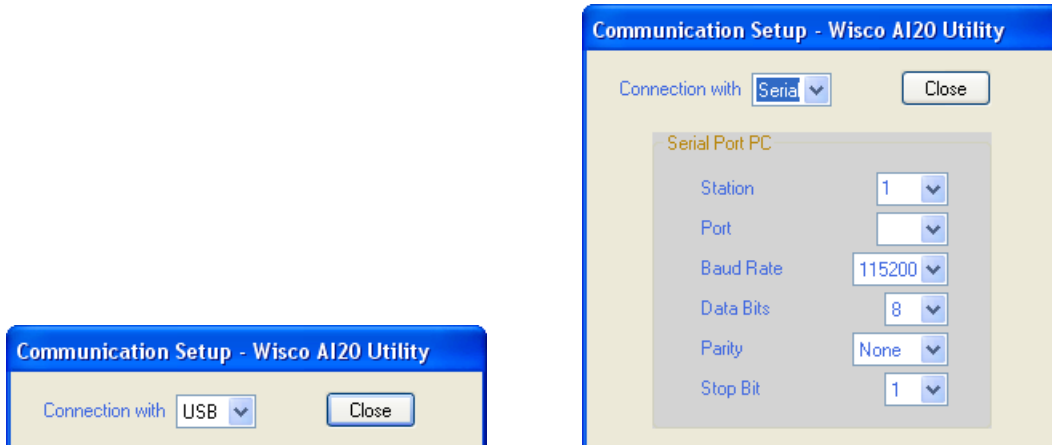 Communication Setup - Wisco AI20 Utility
Connection with USB Close
Communication Setup - Wisco AI20 Utility
Connection with Serial Close
Serial Port PC
Station 1
Port
Baud Rate 115200
Data Bits 8
Parity None
Stop Bit 1